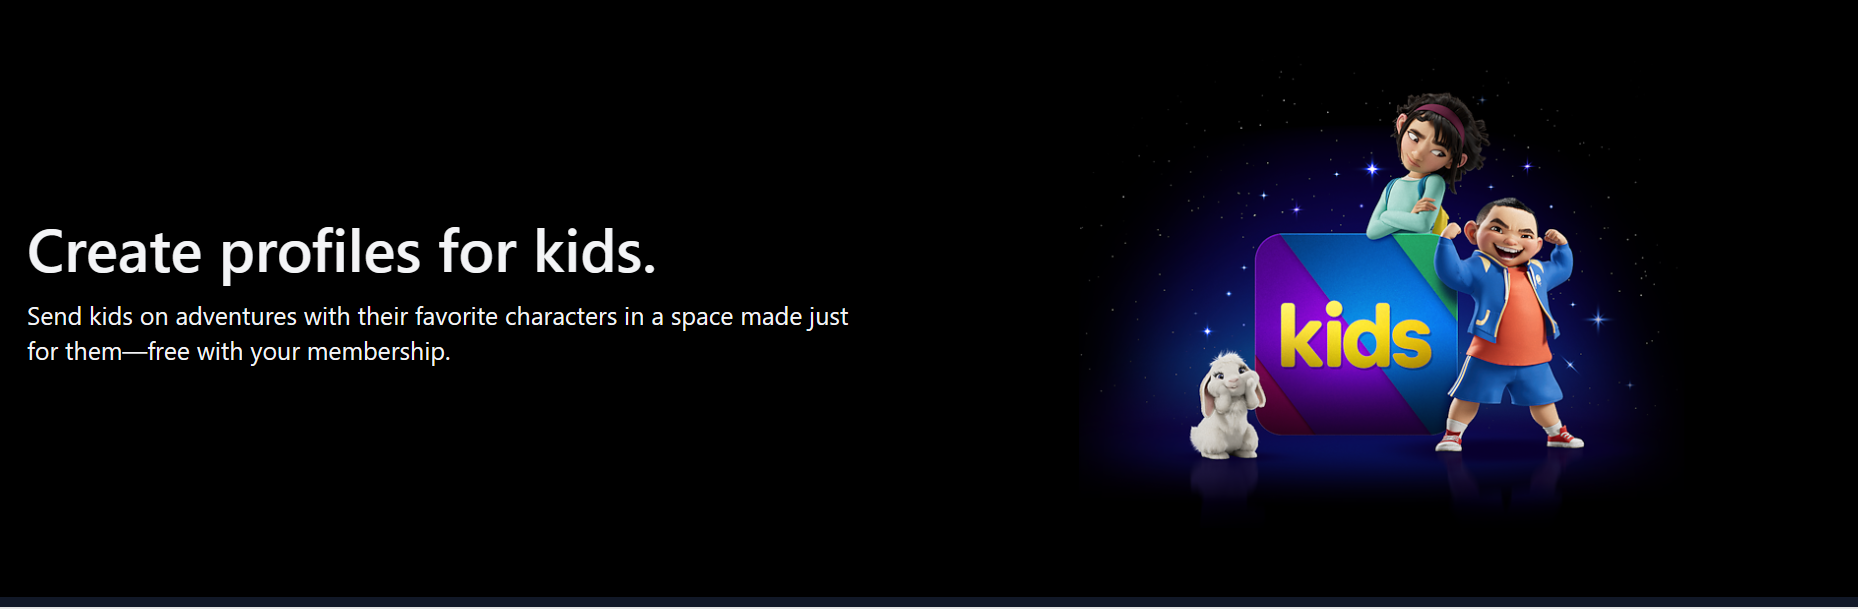 Create profiles for kids.
Send kids on adventures with their favorite characters in a space made just
for them—free with your membership.
kids